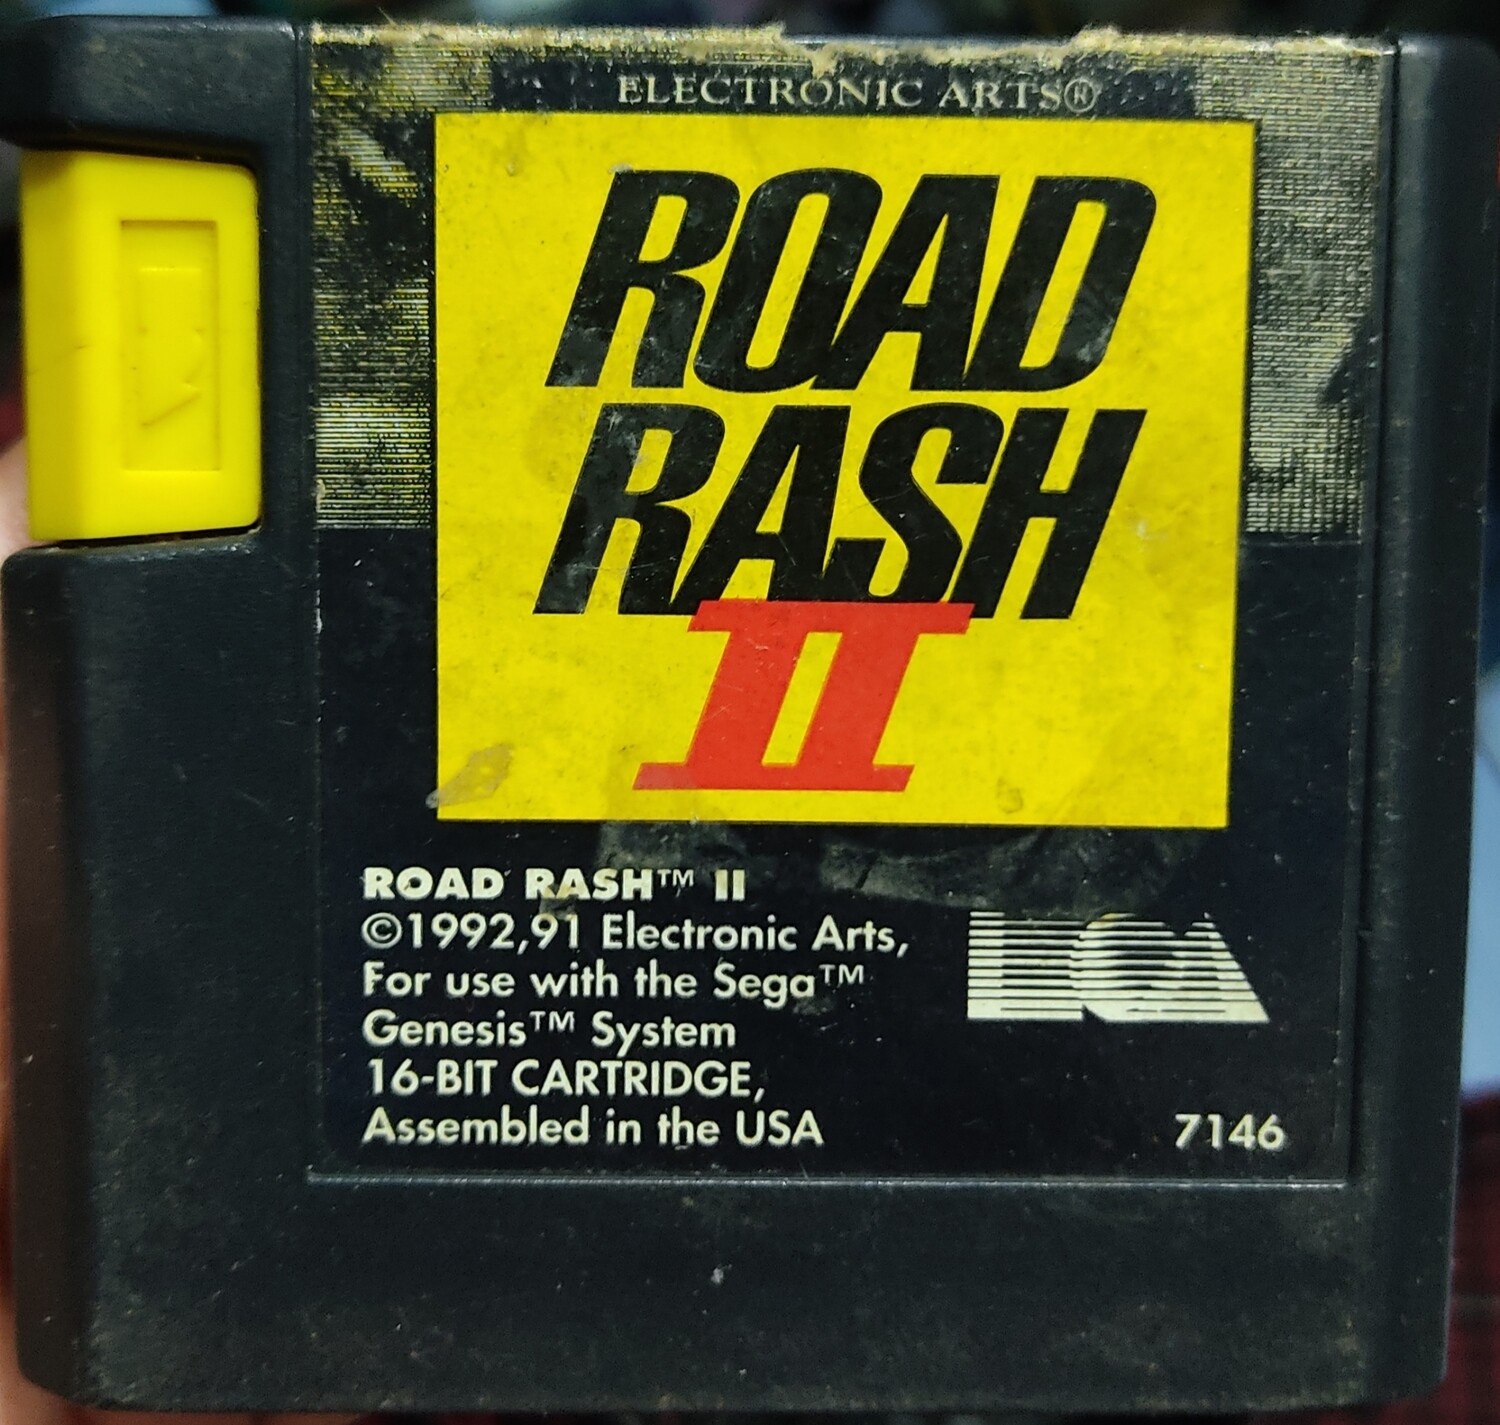 ELECTRONIC ARTS®
ROAD
RASH
II
ROAD RASH™ II
©1992,91 Electronic Arts,
For use with the Sega™
Genesis™ System
16-BIT CARTRIDGE,
Assembled in the USA
EA
7146